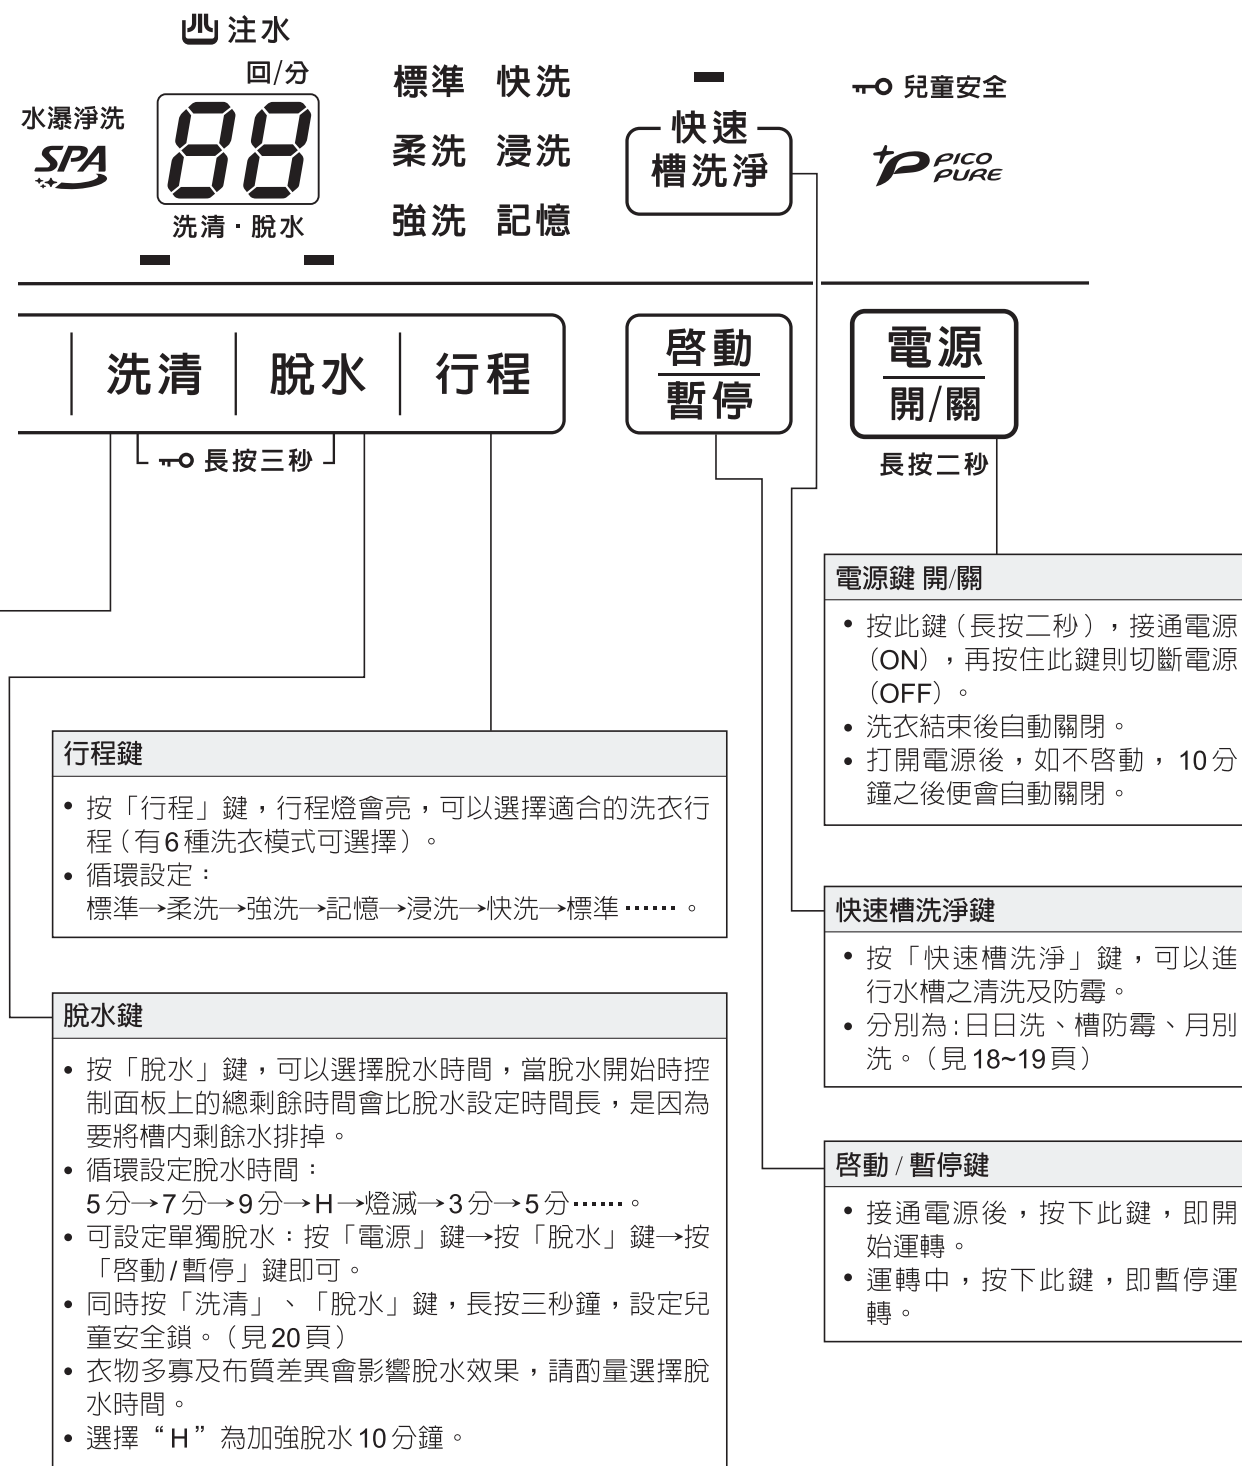 注水
回/分
水瀑淨洗
SPA
88
洗清・脫水
標準 快洗
柔洗 浸洗
強洗 記憶
快速
槽洗淨
兒童安全
PICO
PURE
洗清
脫水
行程
長按三秒
啓動
暫停
電源
開/關
長按二秒
電源鍵 開/關
• 按此鍵（長按二秒），接通電源
（ON），再按住此鍵則切斷電源
（OFF）。
• 洗衣結束後自動關閉。
• 打開電源後，如不啓動，10分
鐘之後便會自動關閉。
行程鍵
• 按「行程」鍵，行程燈會亮，可以選擇適合的洗衣行
程（有6種洗衣模式可選擇）。
• 循環設定：
標準→柔洗→強洗→記憶→浸洗→快洗→標準⋯⋯。
快速槽洗淨鍵
• 按「快速槽洗淨」鍵，可以進
行水槽之清洗及防霉。
• 分別為:日日洗、槽防霉、月別
洗。（見18~19頁）
脫水鍵
• 按「脫水」鍵，可以選擇脫水時間，當脫水開始時控
制面板上的總剩餘時間會比脫水設定時間長，是因為
要將槽內剩餘水排掉。
• 循環設定脫水時間：
5分→7分→9分→H→燈滅→3分→5分⋯⋯。
• 可設定單獨脫水：按「電源」鍵→按「脫水」鍵→按
「啓動/暫停」鍵即可。
• 同時按「洗清」、「脫水」鍵，長按三秒鐘，設定兒
童安全鎖。（見20頁）
• 衣物多寡及布質差異會影響脫水效果，請酌量選擇脫
水時間。
• 選擇“H”為加強脫水10分鐘。
啓動 / 暫停鍵
• 接通電源後，按下此鍵，即開
始運轉。
• 運轉中，按下此鍵，即暫停運
轉。